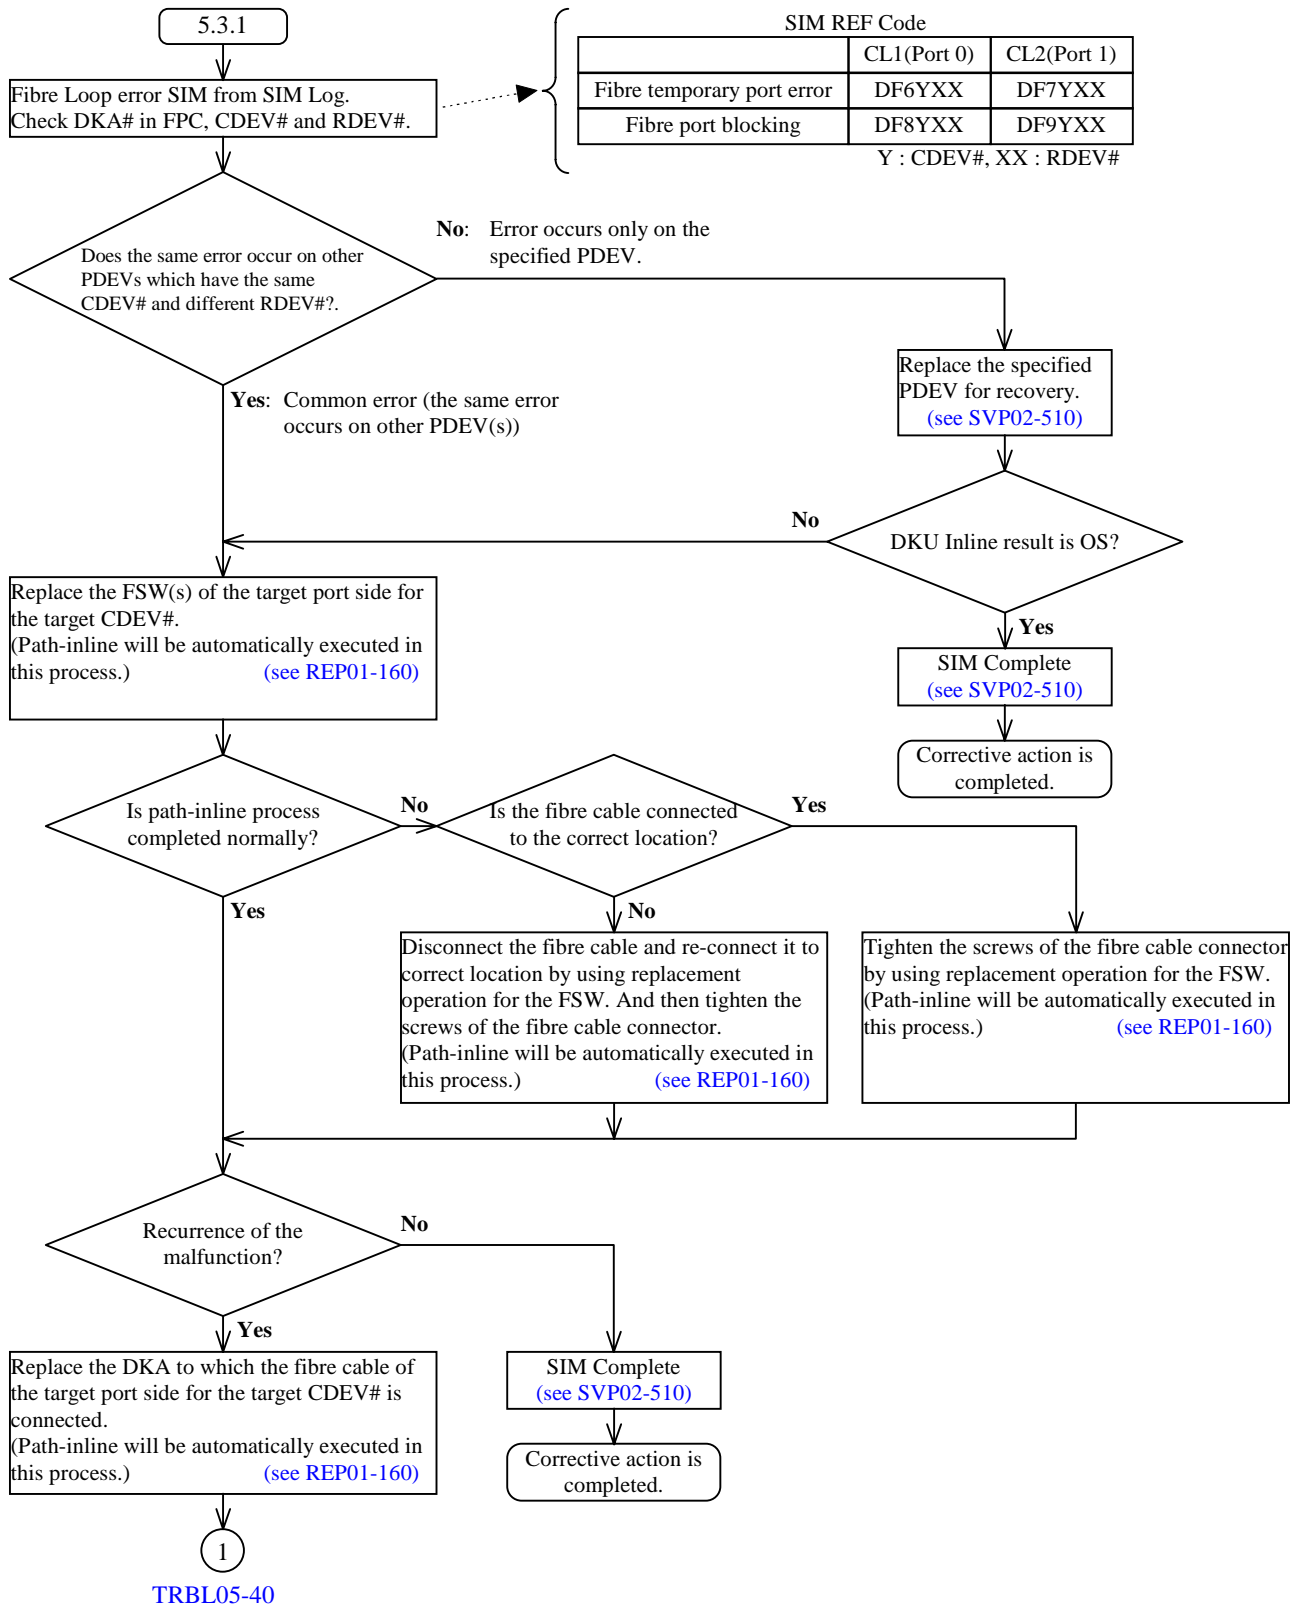 5.3.1
Fibre Loop error SIM from SIM Log.
Check DKA# in FPC, CDEV# and RDEV#.
SIM REF Code
CL1(Port 0) CL2(Port 1)
Fibre temporary port error DF6YXX DF7YXX
Fibre port blocking DF8YXX DF9YXX
Y : CDEV#, XX : RDEV#
Does the same error occur on other
PDEVs which have the same
CDEV# and different RDEV#?.
No: Error occurs only on the
specified PDEV.
Yes: Common error (the same error
occurs on other PDEV(s))
Replace the specified
PDEV for recovery.
(see SVP02-510)
DKU Inline result is OS?
No
Yes
SIM Complete
(see SVP02-510)
Corrective action is
completed.
Replace the FSW(s) of the target port side for
the target CDEV#.
(Path-inline will be automatically executed in
this process.) (see REP01-160)
Is path-inline process
completed normally?
No
Yes
Is the fibre cable connected
to the correct location?
Yes
No
Disconnect the fibre cable and re-connect it to
correct location by using replacement
operation for the FSW. And then tighten the
screws of the fibre cable connector.
(Path-inline will be automatically executed in
this process.) (see REP01-160)
Tighten the screws of the fibre cable connector
by using replacement operation for the FSW.
(Path-inline will be automatically executed in
this process.) (see REP01-160)
Recurrence of the
malfunction?
No
Yes
SIM Complete
(see SVP02-510)
Corrective action is
completed.
Replace the DKA to which the fibre cable of
the target port side for the target CDEV# is
connected.
(Path-inline will be automatically executed in
this process.) (see REP01-160)
1
TRBL05-40